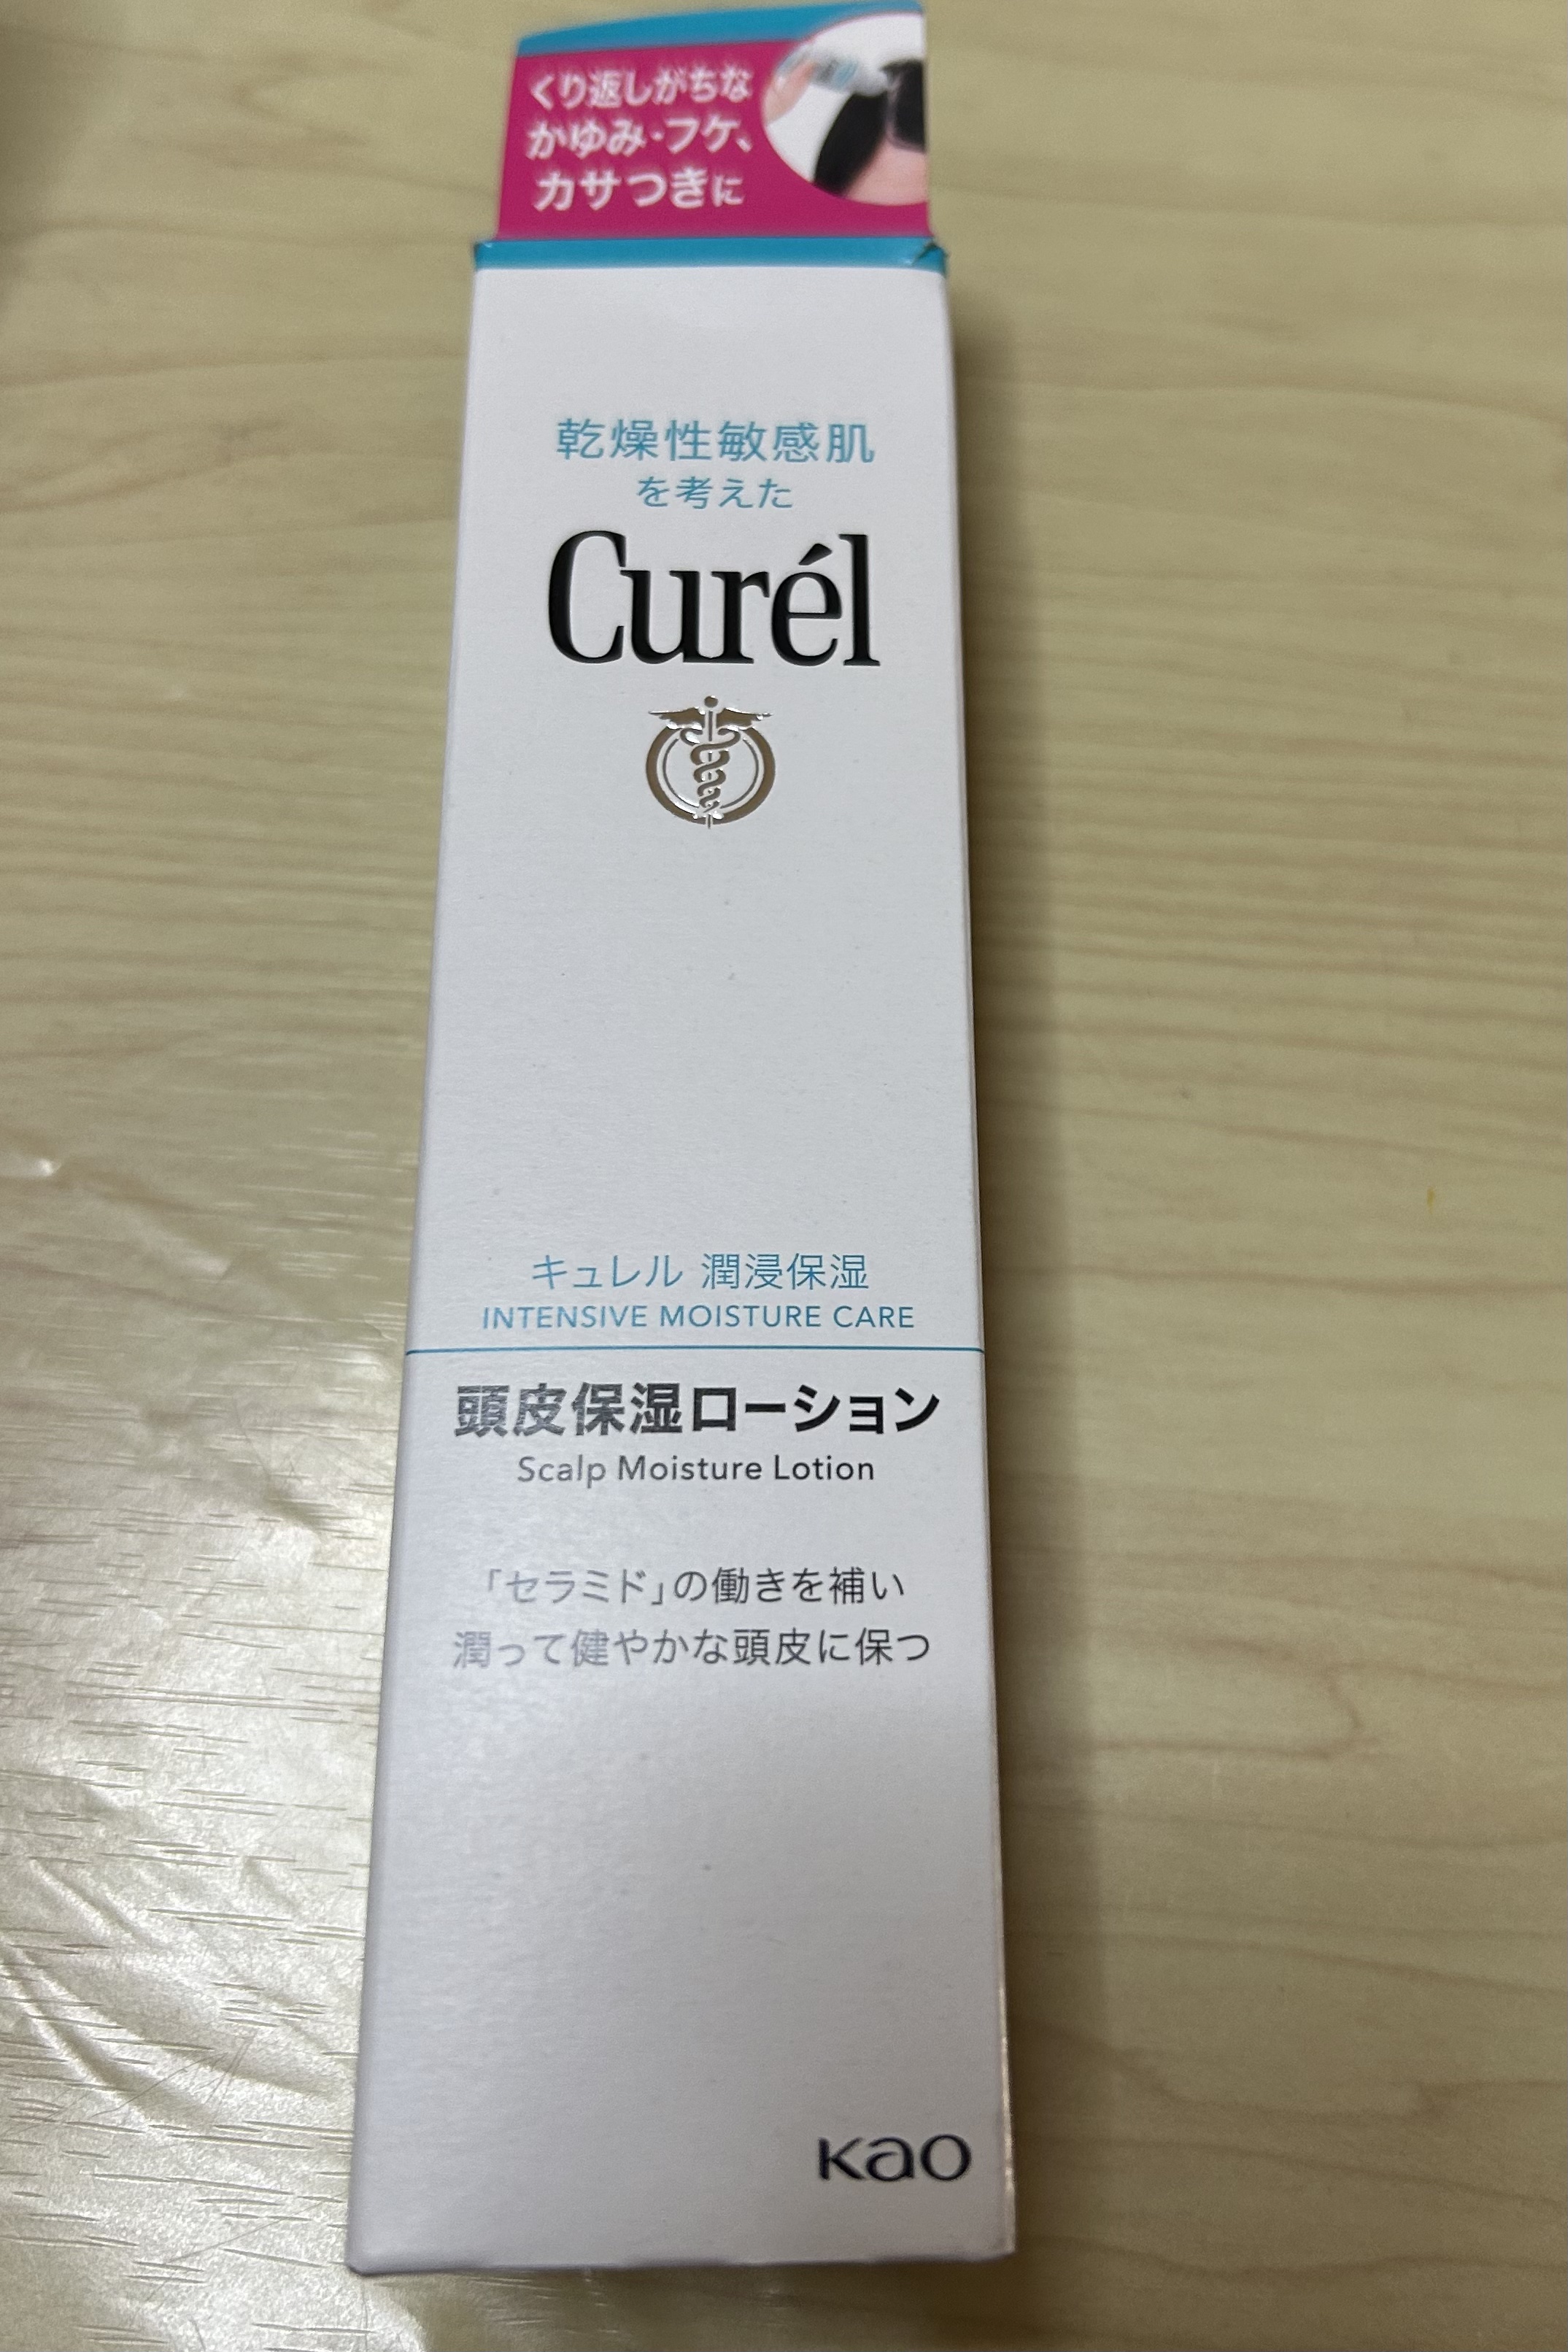 くり返しがちな
かゆみ・フケ、
カサつきに
乾燥性敏感肌
を考えた
Curél
キュレル 潤浸保湿
INTENSIVE MOISTURE CARE
頭皮保湿ローション
Scalp Moisture Lotion
「セラミド」の働きを補い
潤って健やかな頭皮に保つ
Kao